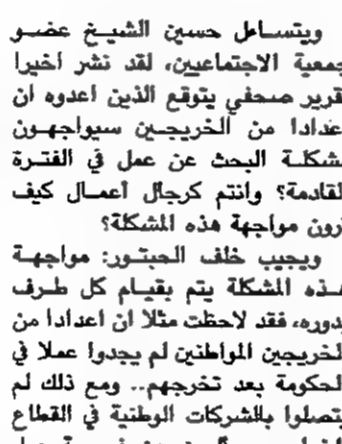 ويتساءل حسين الشيخ عضو
جمعية الاجتماعيين، لقد نشر أخيرا
تقرير صحفي يتوقع الذين اعدوه ان
اعدادا من الخريجين سيواجهون
مشكلة البحث عن عمل في الفترة
القادمة؟ وانتم كرجال اعمال كيف
ترون مواجهة هذه المشكلة؟
ويجيب خلف الحبتور: مواجهة
هذه المشكلة يتم بقيام كل طرف
بدوره، فقد لاحظت مثلا ان اعدادا من
الخريجين المواطنين لم يجدوا عملا في
الحكومة بعد تخرجهم.. ومع ذلك لم
يتصلوا بالشركات الوطنية في القطاع